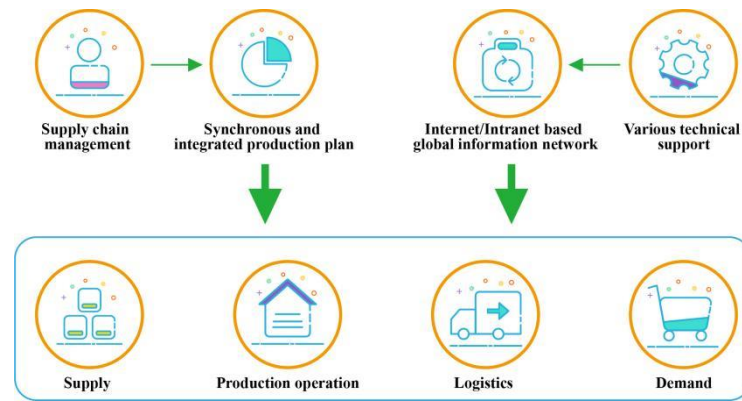 Supply chain
management
Synchronous and
integrated production plan
Internet/Intranet based
global information network
Various technical
support
Supply
Production operation
Logistics
Demand